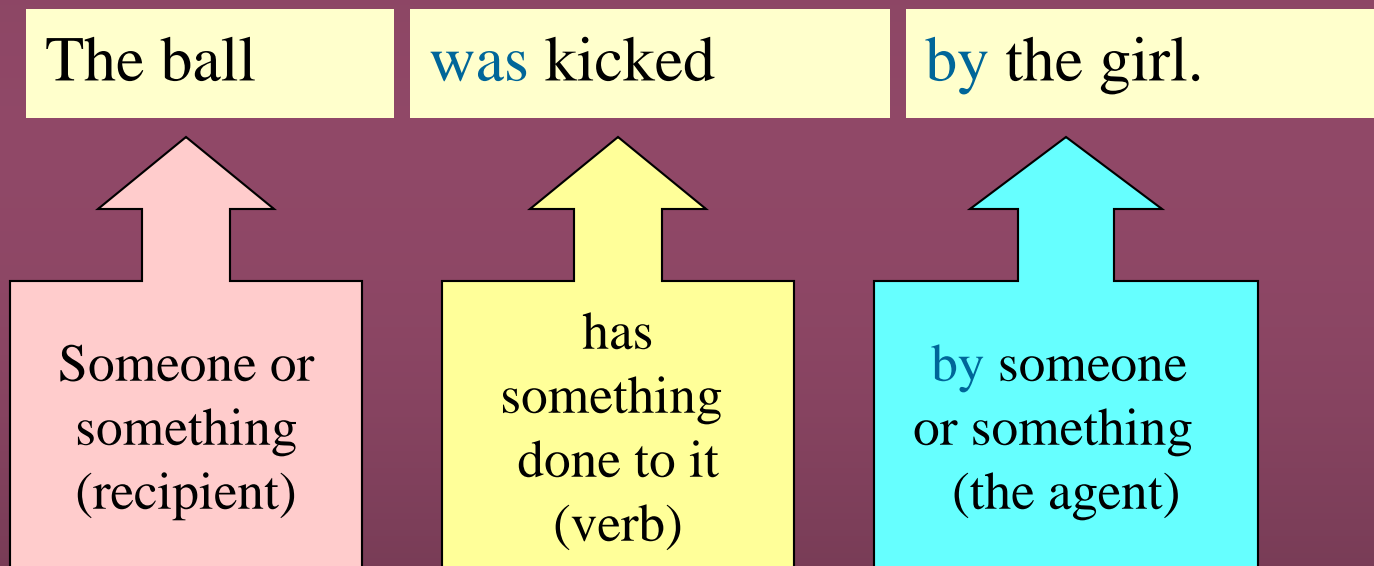 The ball
was kicked
by the girl.
Someone or
something
(recipient)
has
something
done to it
(verb)
by someone
or something
(the agent)